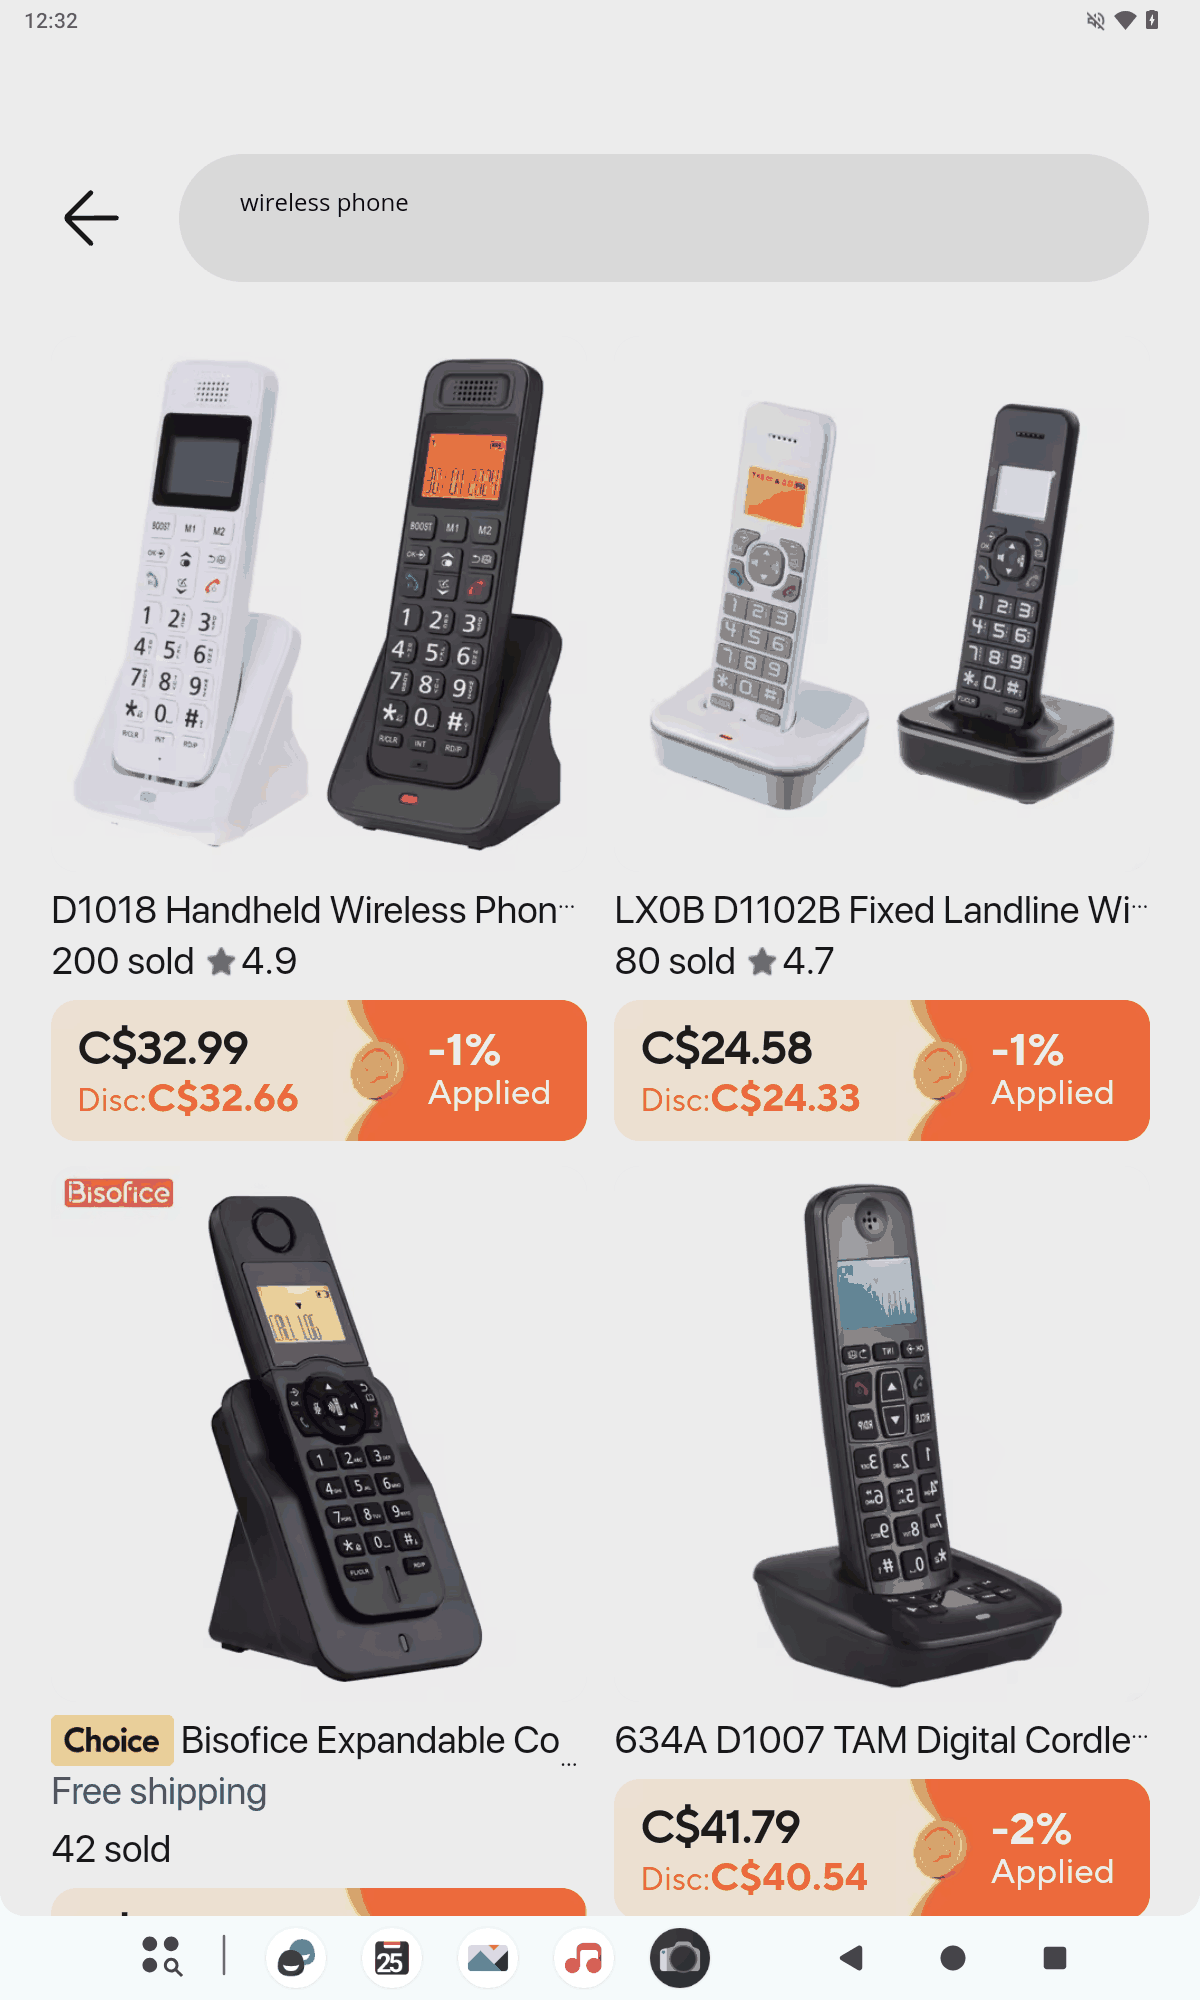 12:32
wireless phone
D1018 Handheld Wireless Phon...
200 sold ★4.9
C$32.99
Disc:C$32.66
-1%
Applied
LX0B D1102B Fixed Landline Wi...
80 sold ★4.7
C$24.58
Disc:C$24.33
-1%
Applied
Bisofice
Choice Bisofice Expandable Co...
Free shipping
42 sold
634A D1007 TAM Digital Cordle...
C$41.79
Disc:C$40.54
-2%
Applied
25